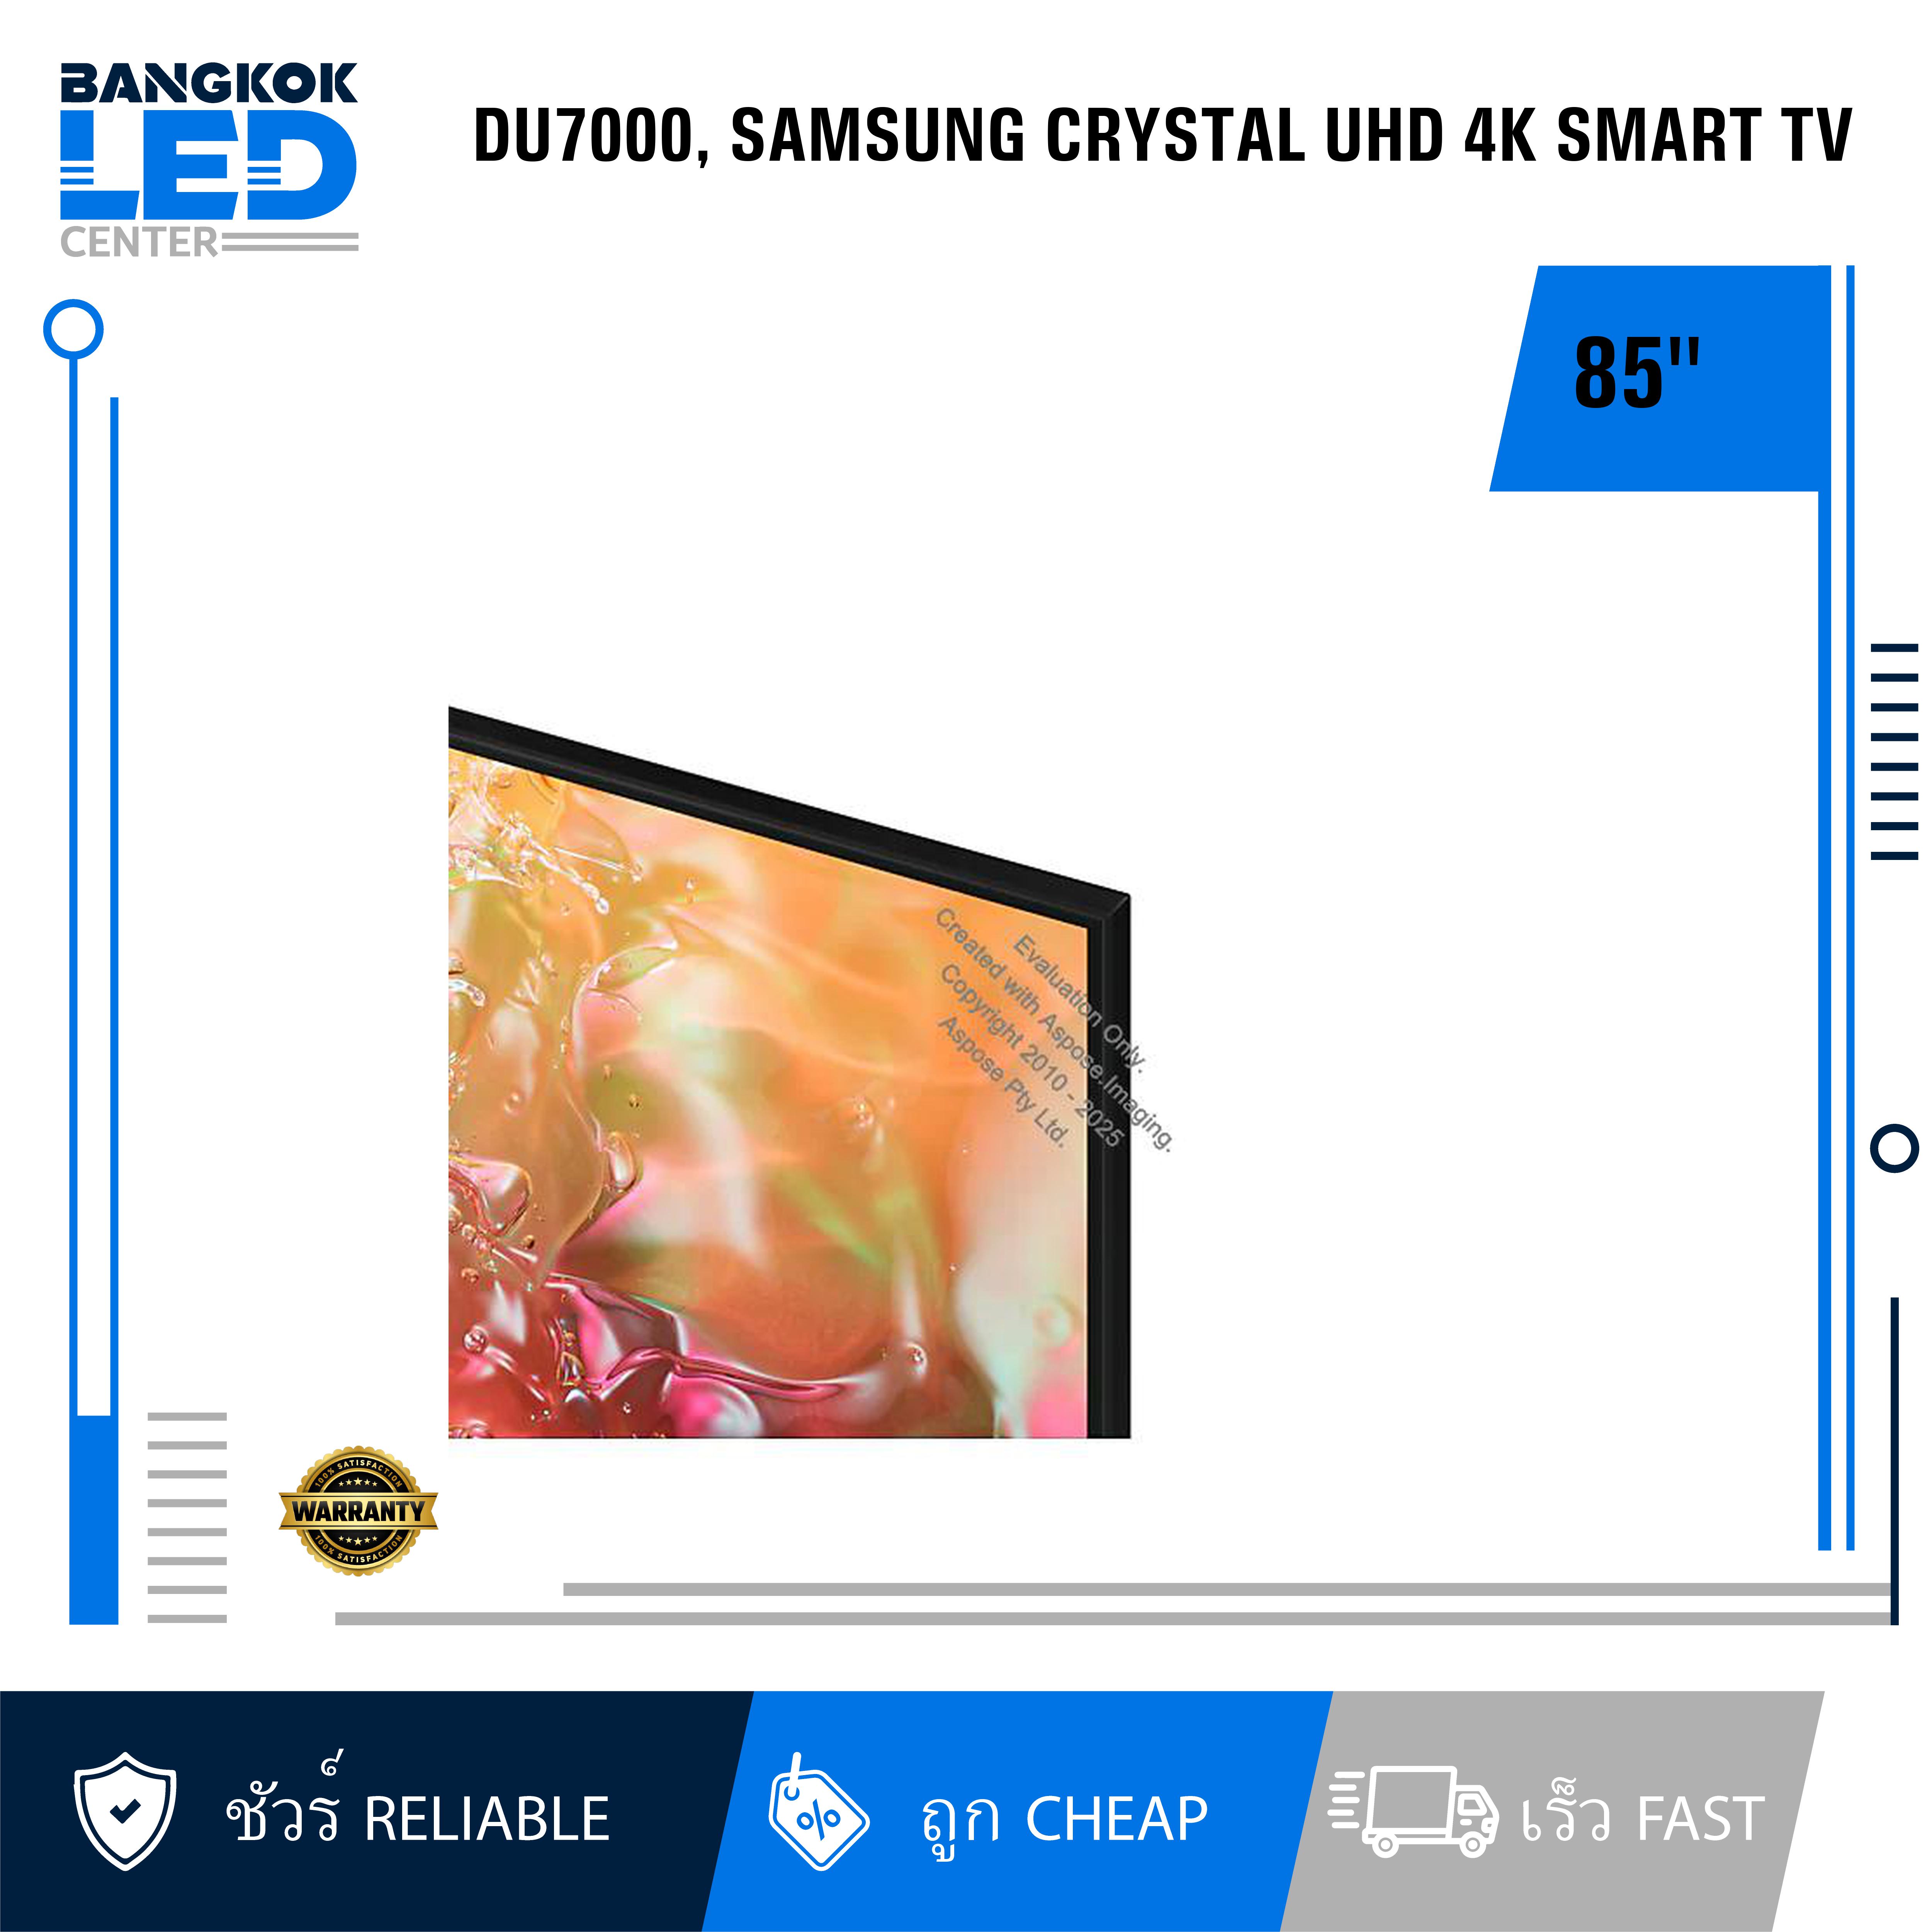 BANGKOK
LED
CENTER
DU7000, SAMSUNG CRYSTAL UHD 4K SMART TV
85"
Evaluation Only.
Created with Aspose.Imaging.
Copyright 2010 - 2025
Aspose Pty Ltd.
100% SATISFACTION
WARRANTY
100% SATISFACTION
ชัวร์ RELIABLE
% ถูก CHEAP
เร็ว FAST